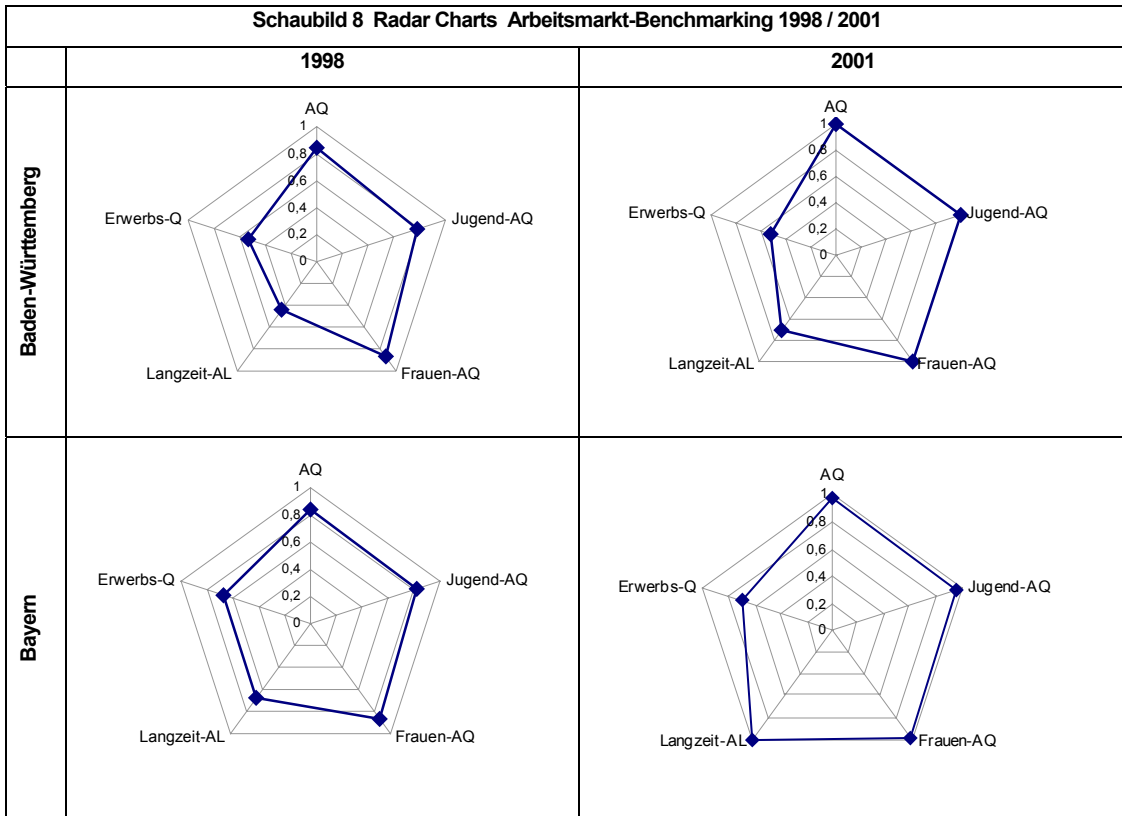 Schaubild 8 Radar Charts Arbeitsmarkt-Benchmarking 1998 / 2001
1998
2001
Baden-Württemberg
AQ
1
0,8
0,6
0,4
0,2
0
Erwerbs-Q
Jugend-AQ
Langzeit-AL
Frauen-AQ
AQ
1
0,8
0,6
0,4
0,2
0
Erwerbs-Q
Jugend-AQ
Langzeit-AL
Frauen-AQ
Bayern
AQ
1
0,8
0,6
0,4
0,2
0
Erwerbs-Q
Jugend-AQ
Langzeit-AL
Frauen-AQ
AQ
1
0,8
0,6
0,4
0,2
0
Erwerbs-Q
Jugend-AQ
Langzeit-AL
Frauen-AQ